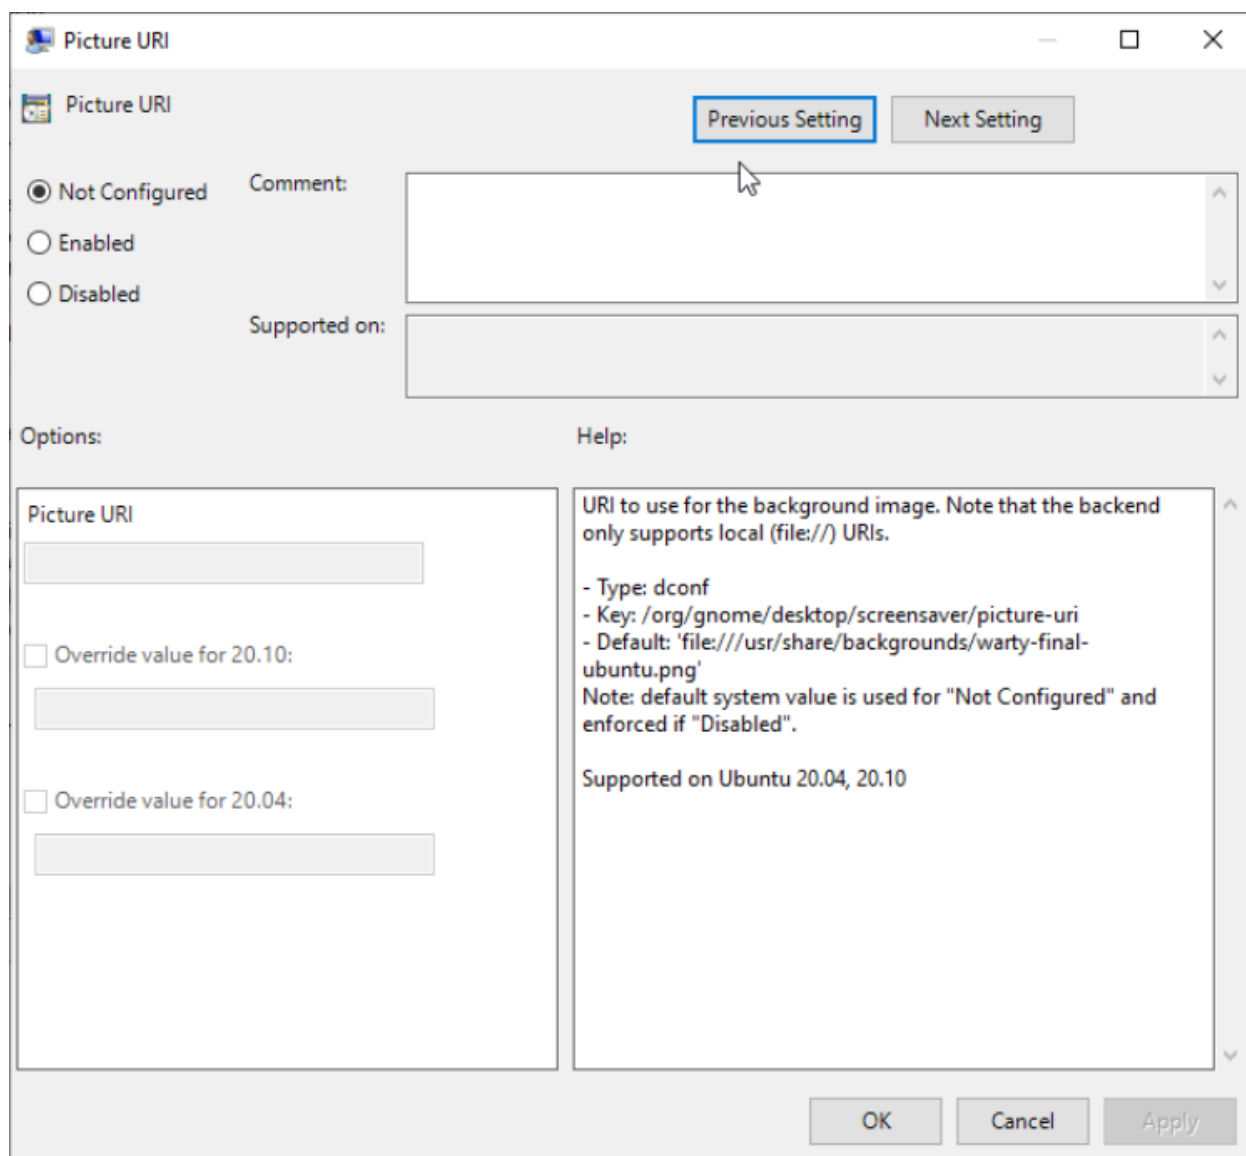 Picture URI
Picture URI
Previous Setting
Next Setting
Not Configured
Comment:
Enabled
Disabled
Supported on:
Options:
Help:
Picture URI
Override value for 20.10:
Override value for 20.04:
URI to use for the background image. Note that the backend
only supports local (file://) URIs.
- Type: dconf
- Key: /org/gnome/desktop/screensaver/picture-uri
- Default: 'file:///usr/share/backgrounds/warty-final-
ubuntu.png'
Note: default system value is used for "Not Configured" and
enforced if "Disabled".
Supported on Ubuntu 20.04, 20.10
OK
Cancel
Apply